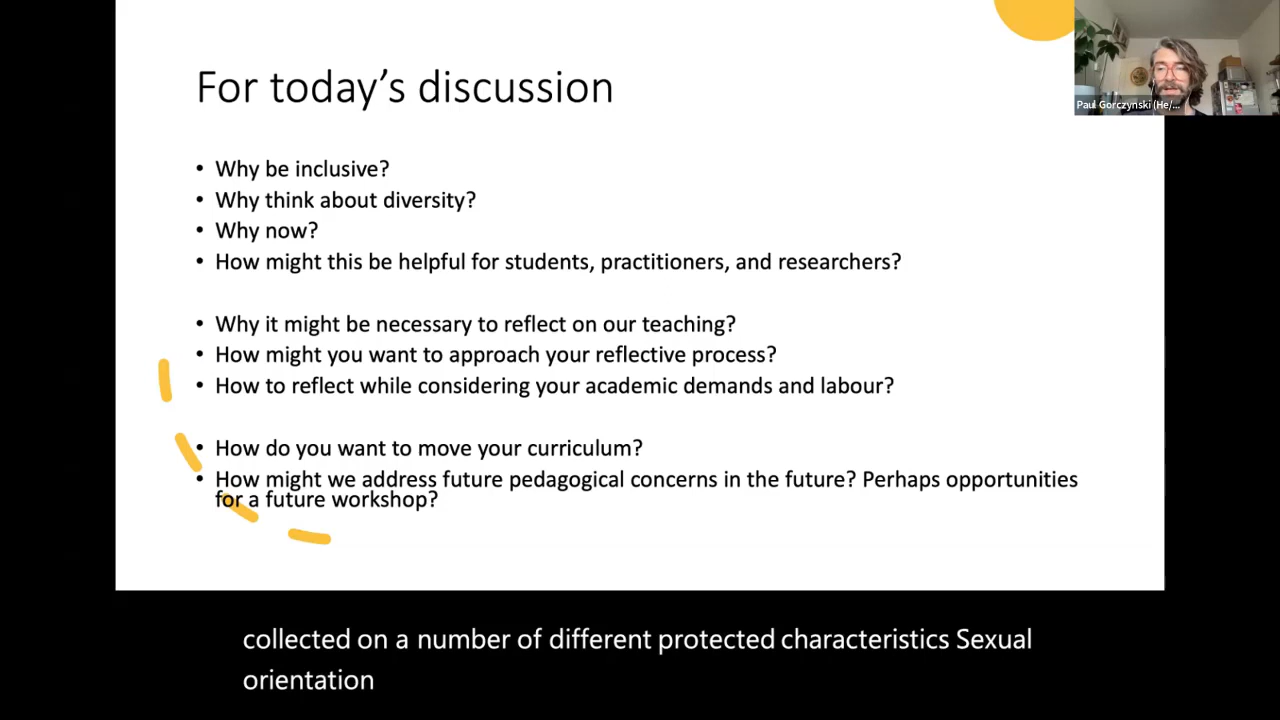 For today's discussion
Paul Gorczynski (He/...
• Why be inclusive?
• Why think about diversity?
• Why now?
• How might this be helpful for students, practitioners, and researchers?
• Why it might be necessary to reflect on our teaching?
• How might you want to approach your reflective process?
• How to reflect while considering your academic demands and labour?
• How do you want to move your curriculum?
• How might we address future pedagogical concerns in the future? Perhaps opportunities
for a future workshop?
collected on a number of different protected characteristics Sexual
orientation